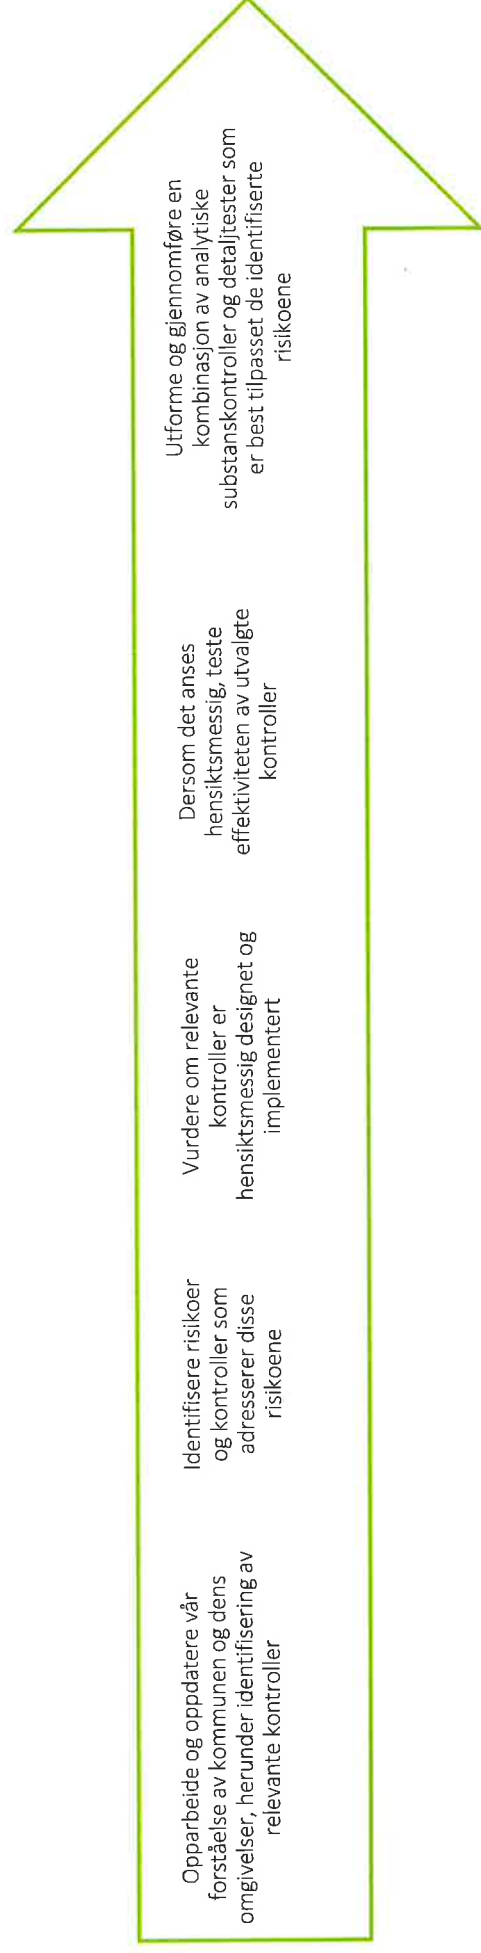 Opparbeide og oppdatere vår
forståelse av kommunen og dens
omgivelser, herunder identifisering av
relevante kontroller
Identifisere risikoer
og kontroller som
adresserer disse
risikoene
Vurdere om relevante
kontroller er
hensiktsmessig designet og
implementert
Dersom det anses
hensiktsmessig, teste
effektiviteten av utvalgte
kontroller
Utforme og gjennomføre en
kombinasjon av analytiske
substanskontroller og detaljtester som
er best tilpasset de identifiserte
risikoene